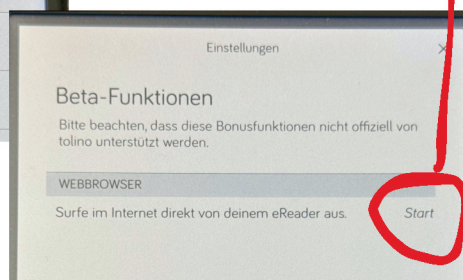 Einstellungen
Beta-Funktionen
Bitte beachten, dass diese Bonusfunktionen nicht offiziell von
tolino unterstützt werden.
WEBBROWSER
Surfe im Internet direkt von deinem eReader aus. Start